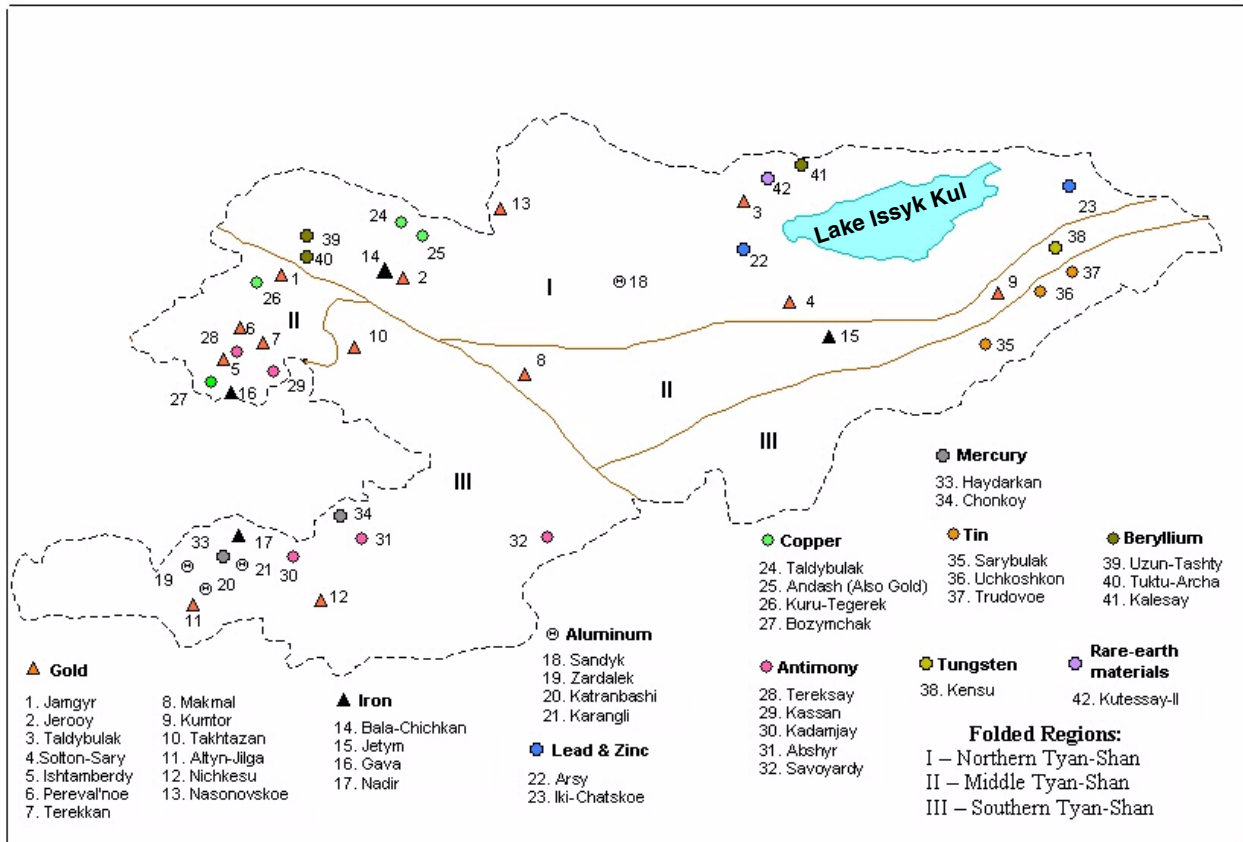 24
13
39
40
14
25
2
1
26
I
18
42
41
3
22
4
Lake Issyk Kul
23
38
37
36
9
35
15
II
6
28
7
5
29
27
16
10
8
II
III
III
34
31
32
33
17
19
20
21
30
11
12
Mercury
33. Haydarkan
34. Chonkoy
Copper
24. Taldybulak
25. Andash (Also Gold)
26. Kuru-Tegerek
27. Bozymchak
Tin
35. Sarybulak
36. Uchkoshkon
37. Trudovoe
Beryllium
39. Uzun-Tashty
40. Tuktu-Archa
41. Kalesay
Gold
1. Jamgyr
2. Jerooy
3. Taldybulak
4.Solton-Sary
5. Ishtamberdy
6. Pereval'noe
7. Terekkan
8. Makmal
9. Kumtor
10. Takhtazan
11. Altyn-Jilga
12. Nichkesu
13. Nasonovskoe
Iron
14. Bala-Chichkan
15. Jetym
16. Gava
17. Nadir
Aluminum
18. Sandyk
19. Zardalek
20. Katranbashi
21. Karangli
Lead & Zinc
22. Arsy
23. Iki-Chatskoe
Antimony
28. Tereksay
29. Kassan
30. Kadamjay
31. Abshyr
32. Savoyardy
Tungsten
38. Kensu
Rare-earth
materials
42. Kutessay-II
Folded Regions:
I – Northern Tyan-Shan
II – Middle Tyan-Shan
III – Southern Tyan-Shan